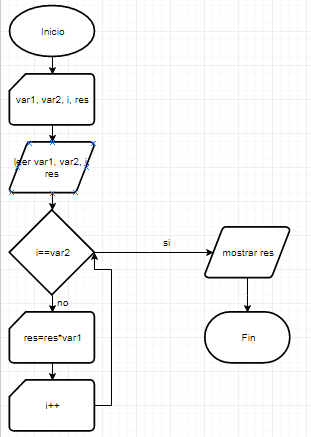 Inicio
var1, var2, i, res
leer var1, var2, i,
res
i==var2
si
mostrar res
no
res=res*var1
Fin
i++